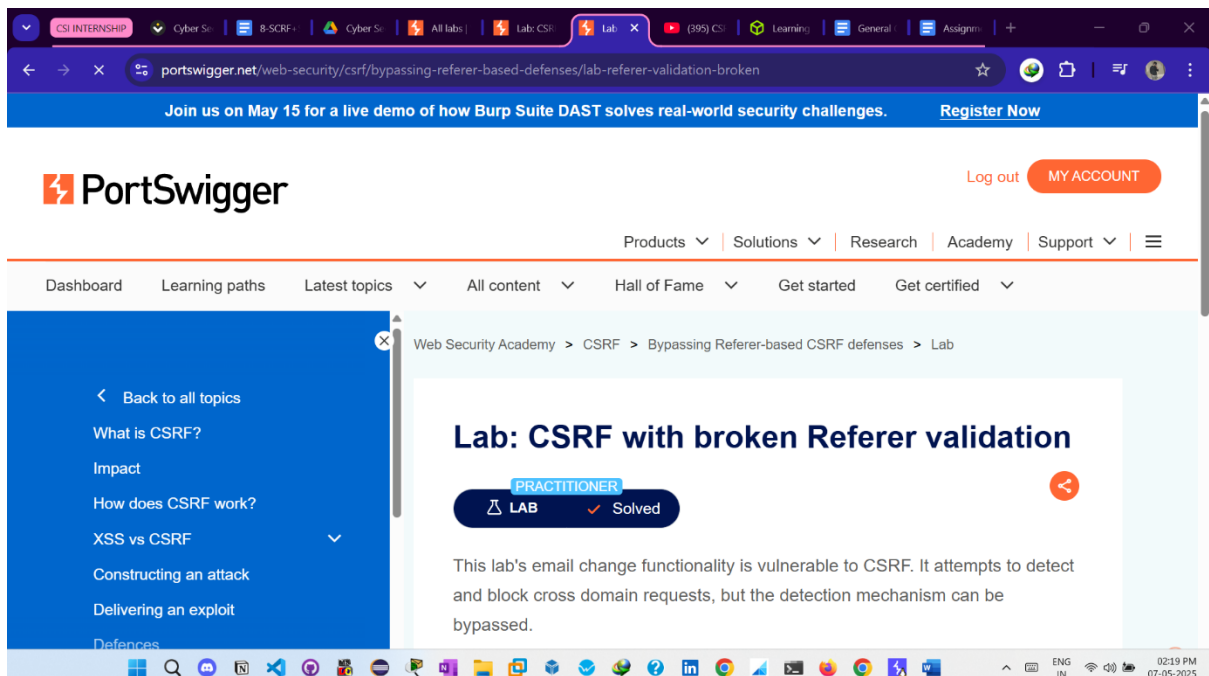 CSI INTERNSHIP Cyber Se 8-SCRF+ Cyber Se All labs | Lab: CSR Lab (395) CS Learning General Assignm
portswigger.net/web-security/csrf/bypassing-referer-based-defenses/lab-referer-validation-broken
Join us on May 15 for a live demo of how Burp Suite DAST solves real-world security challenges. Register Now
PortSwigger
Log out MY ACCOUNT
Products Solutions Research Academy Support
Dashboard Learning paths Latest topics All content Hall of Fame Get started Get certified
Web Security Academy > CSRF > Bypassing Referer-based CSRF defenses > Lab
Back to all topics
What is CSRF?
Impact
How does CSRF work?
XSS vs CSRF
Constructing an attack
Delivering an exploit
Defences
Lab: CSRF with broken Referer validation
PRACTITIONER
LAB Solved
This lab's email change functionality is vulnerable to CSRF. It attempts to detect
and block cross domain requests, but the detection mechanism can be
bypassed.
ENG
IN
02:19 PM
07-05-2025